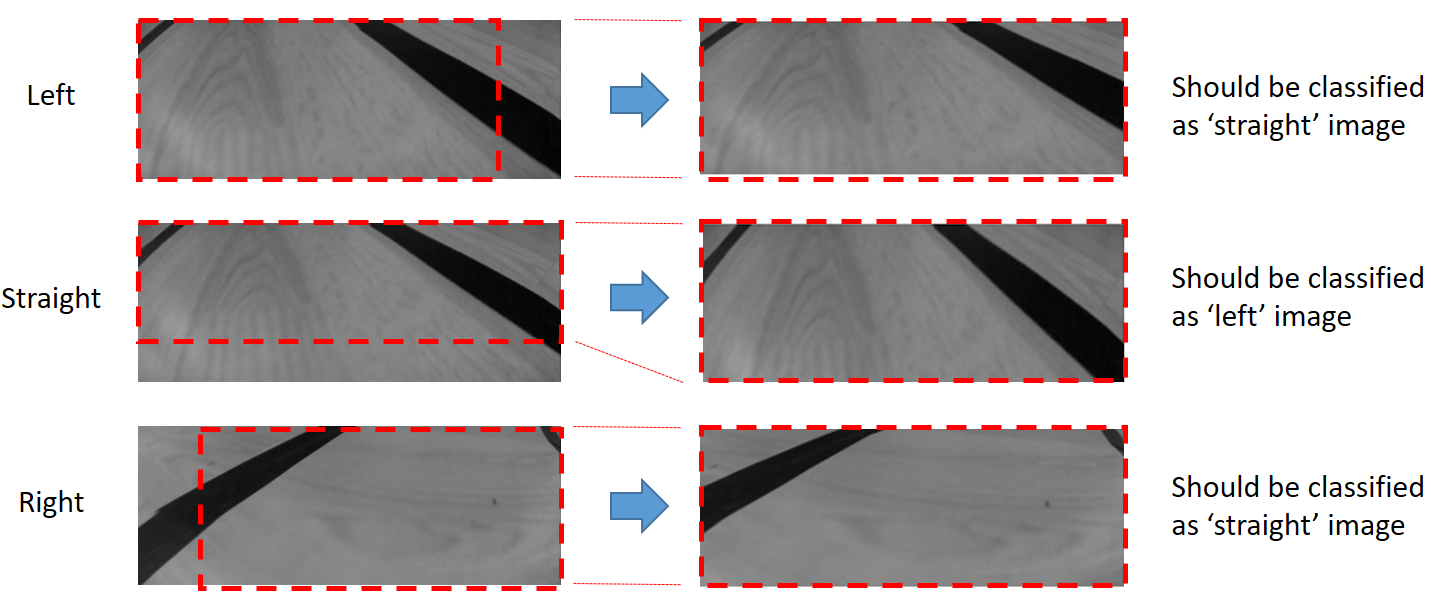 Left
Should be classified
as ‘straight’ image
Straight
Should be classified
as ‘left’ image
Right
Should be classified
as ‘straight’ image